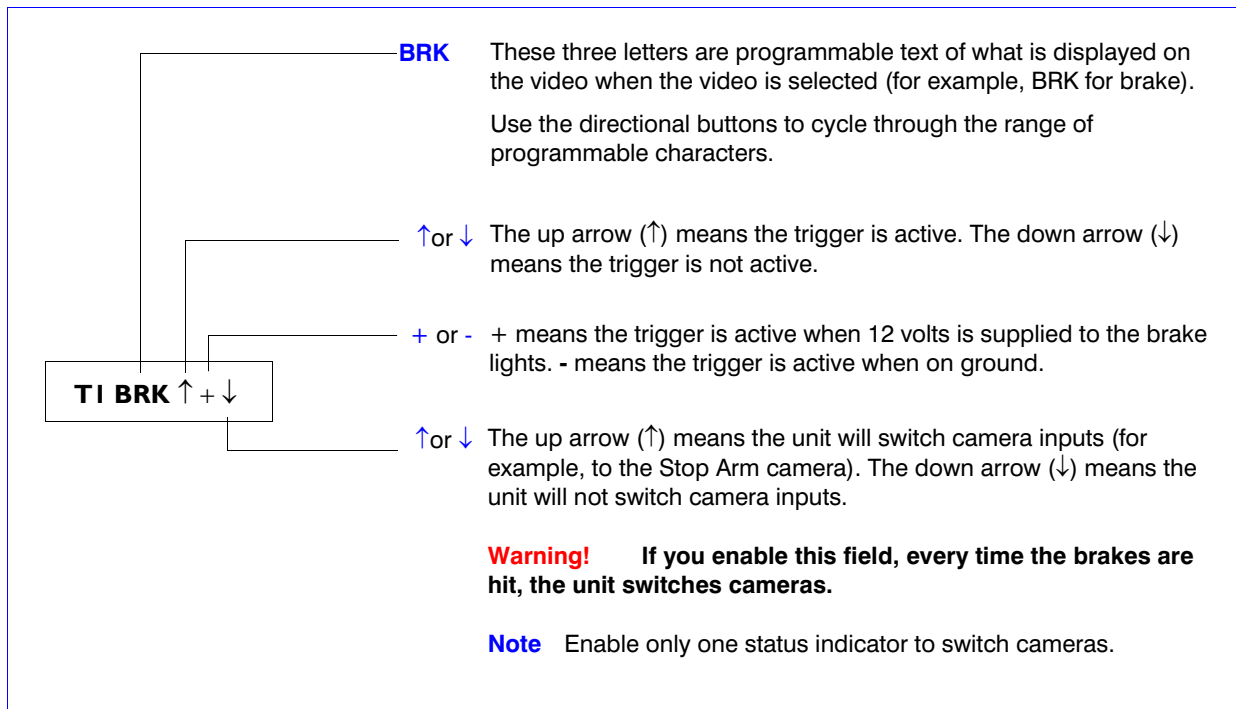 BRK These three letters are programmable text of what is displayed on
the video when the video is selected (for example, BRK for brake).
Use the directional buttons to cycle through the range of
programmable characters.
↑or ↓ The up arrow (↑) means the trigger is active. The down arrow (↓)
means the trigger is not active.
+ or - + means the trigger is active when 12 volts is supplied to the brake
lights. - means the trigger is active when on ground.
T1 BRK ↑ + ↓
↑or ↓ The up arrow (↑) means the unit will switch camera inputs (for
example, to the Stop Arm camera). The down arrow (↓) means the
unit will not switch camera inputs.
Warning! If you enable this field, every time the brakes are
hit, the unit switches cameras.
Note Enable only one status indicator to switch cameras.